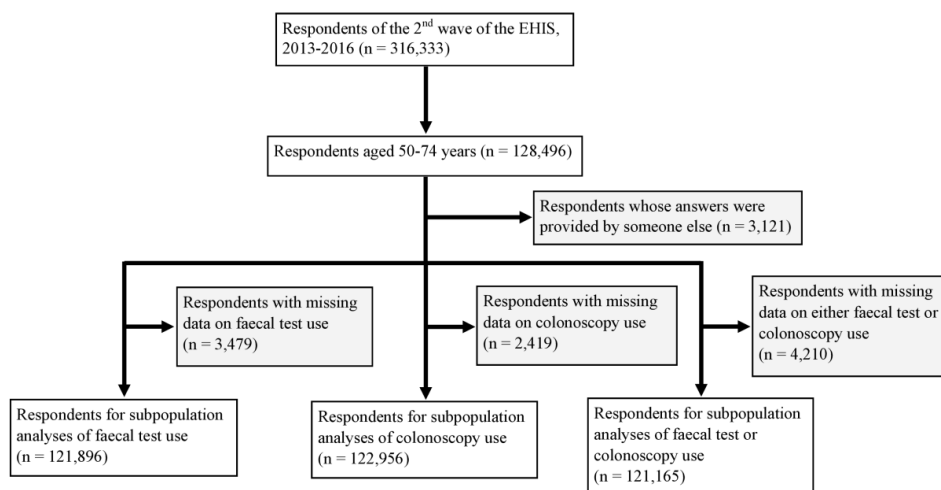 Respondents of the 2nd wave of the EHIS,
2013-2016 (n = 316,333)
Respondents aged 50-74 years (n = 128,496)
Respondents whose answers were
provided by someone else (n = 3,121)
Respondents with missing
data on faecal test use
(n = 3,479)
Respondents with missing
data on colonoscopy use
(n = 2,419)
Respondents with missing
data on either faecal test or
colonoscopy use
(n = 4,210)
Respondents for subpopulation
analyses of faecal test use
(n = 121,896)
Respondents for subpopulation
analyses of colonoscopy use
(n = 122,956)
Respondents for subpopulation
analyses of faecal test or
colonoscopy use
(n = 121,165)